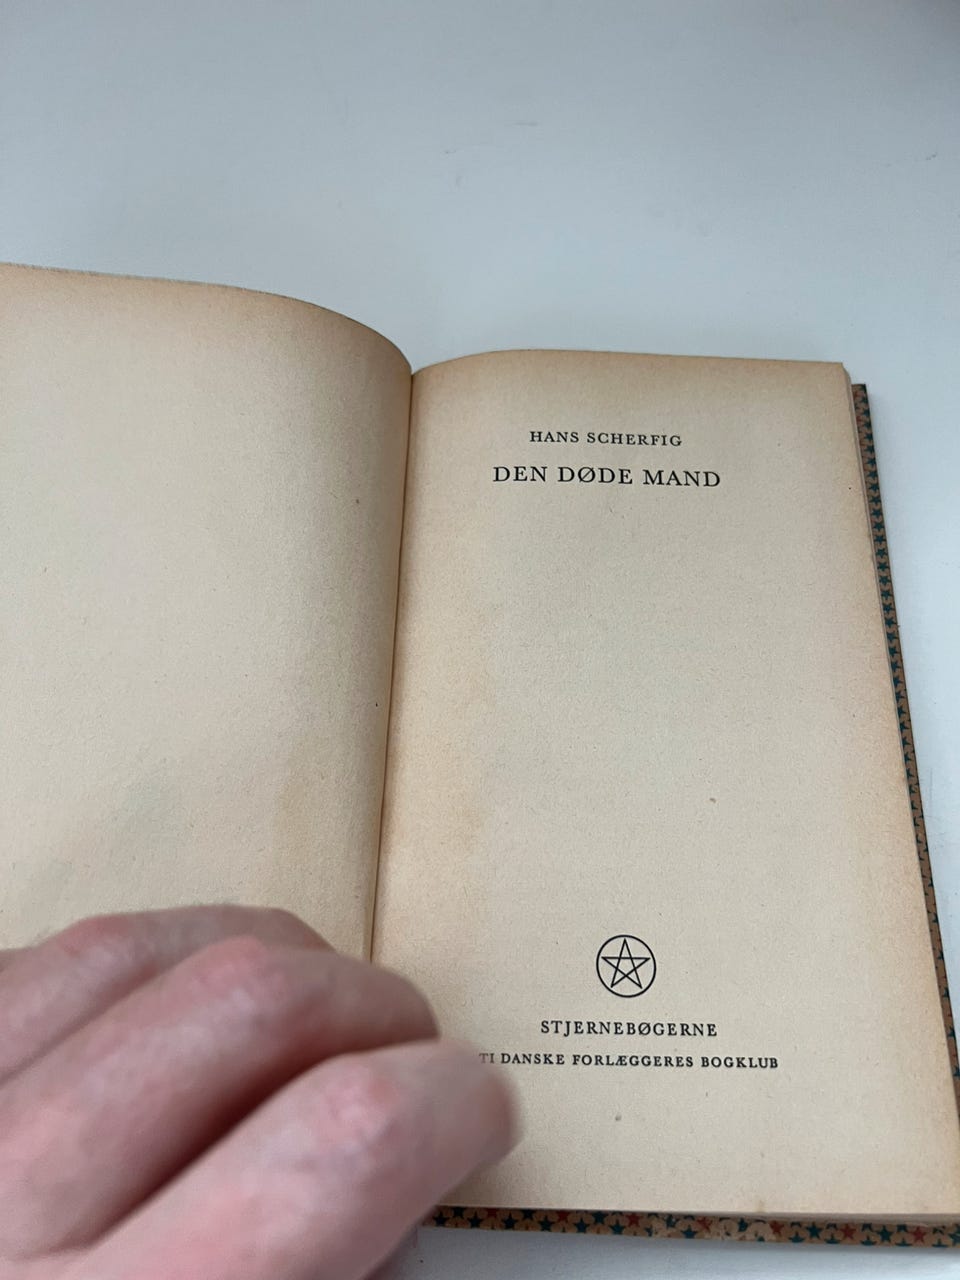 HANS SCHERFIG
DEN DØDE MAND
STJERNEBØGERNE
TI DANSKE FORLÆGGERES BOGKLUB